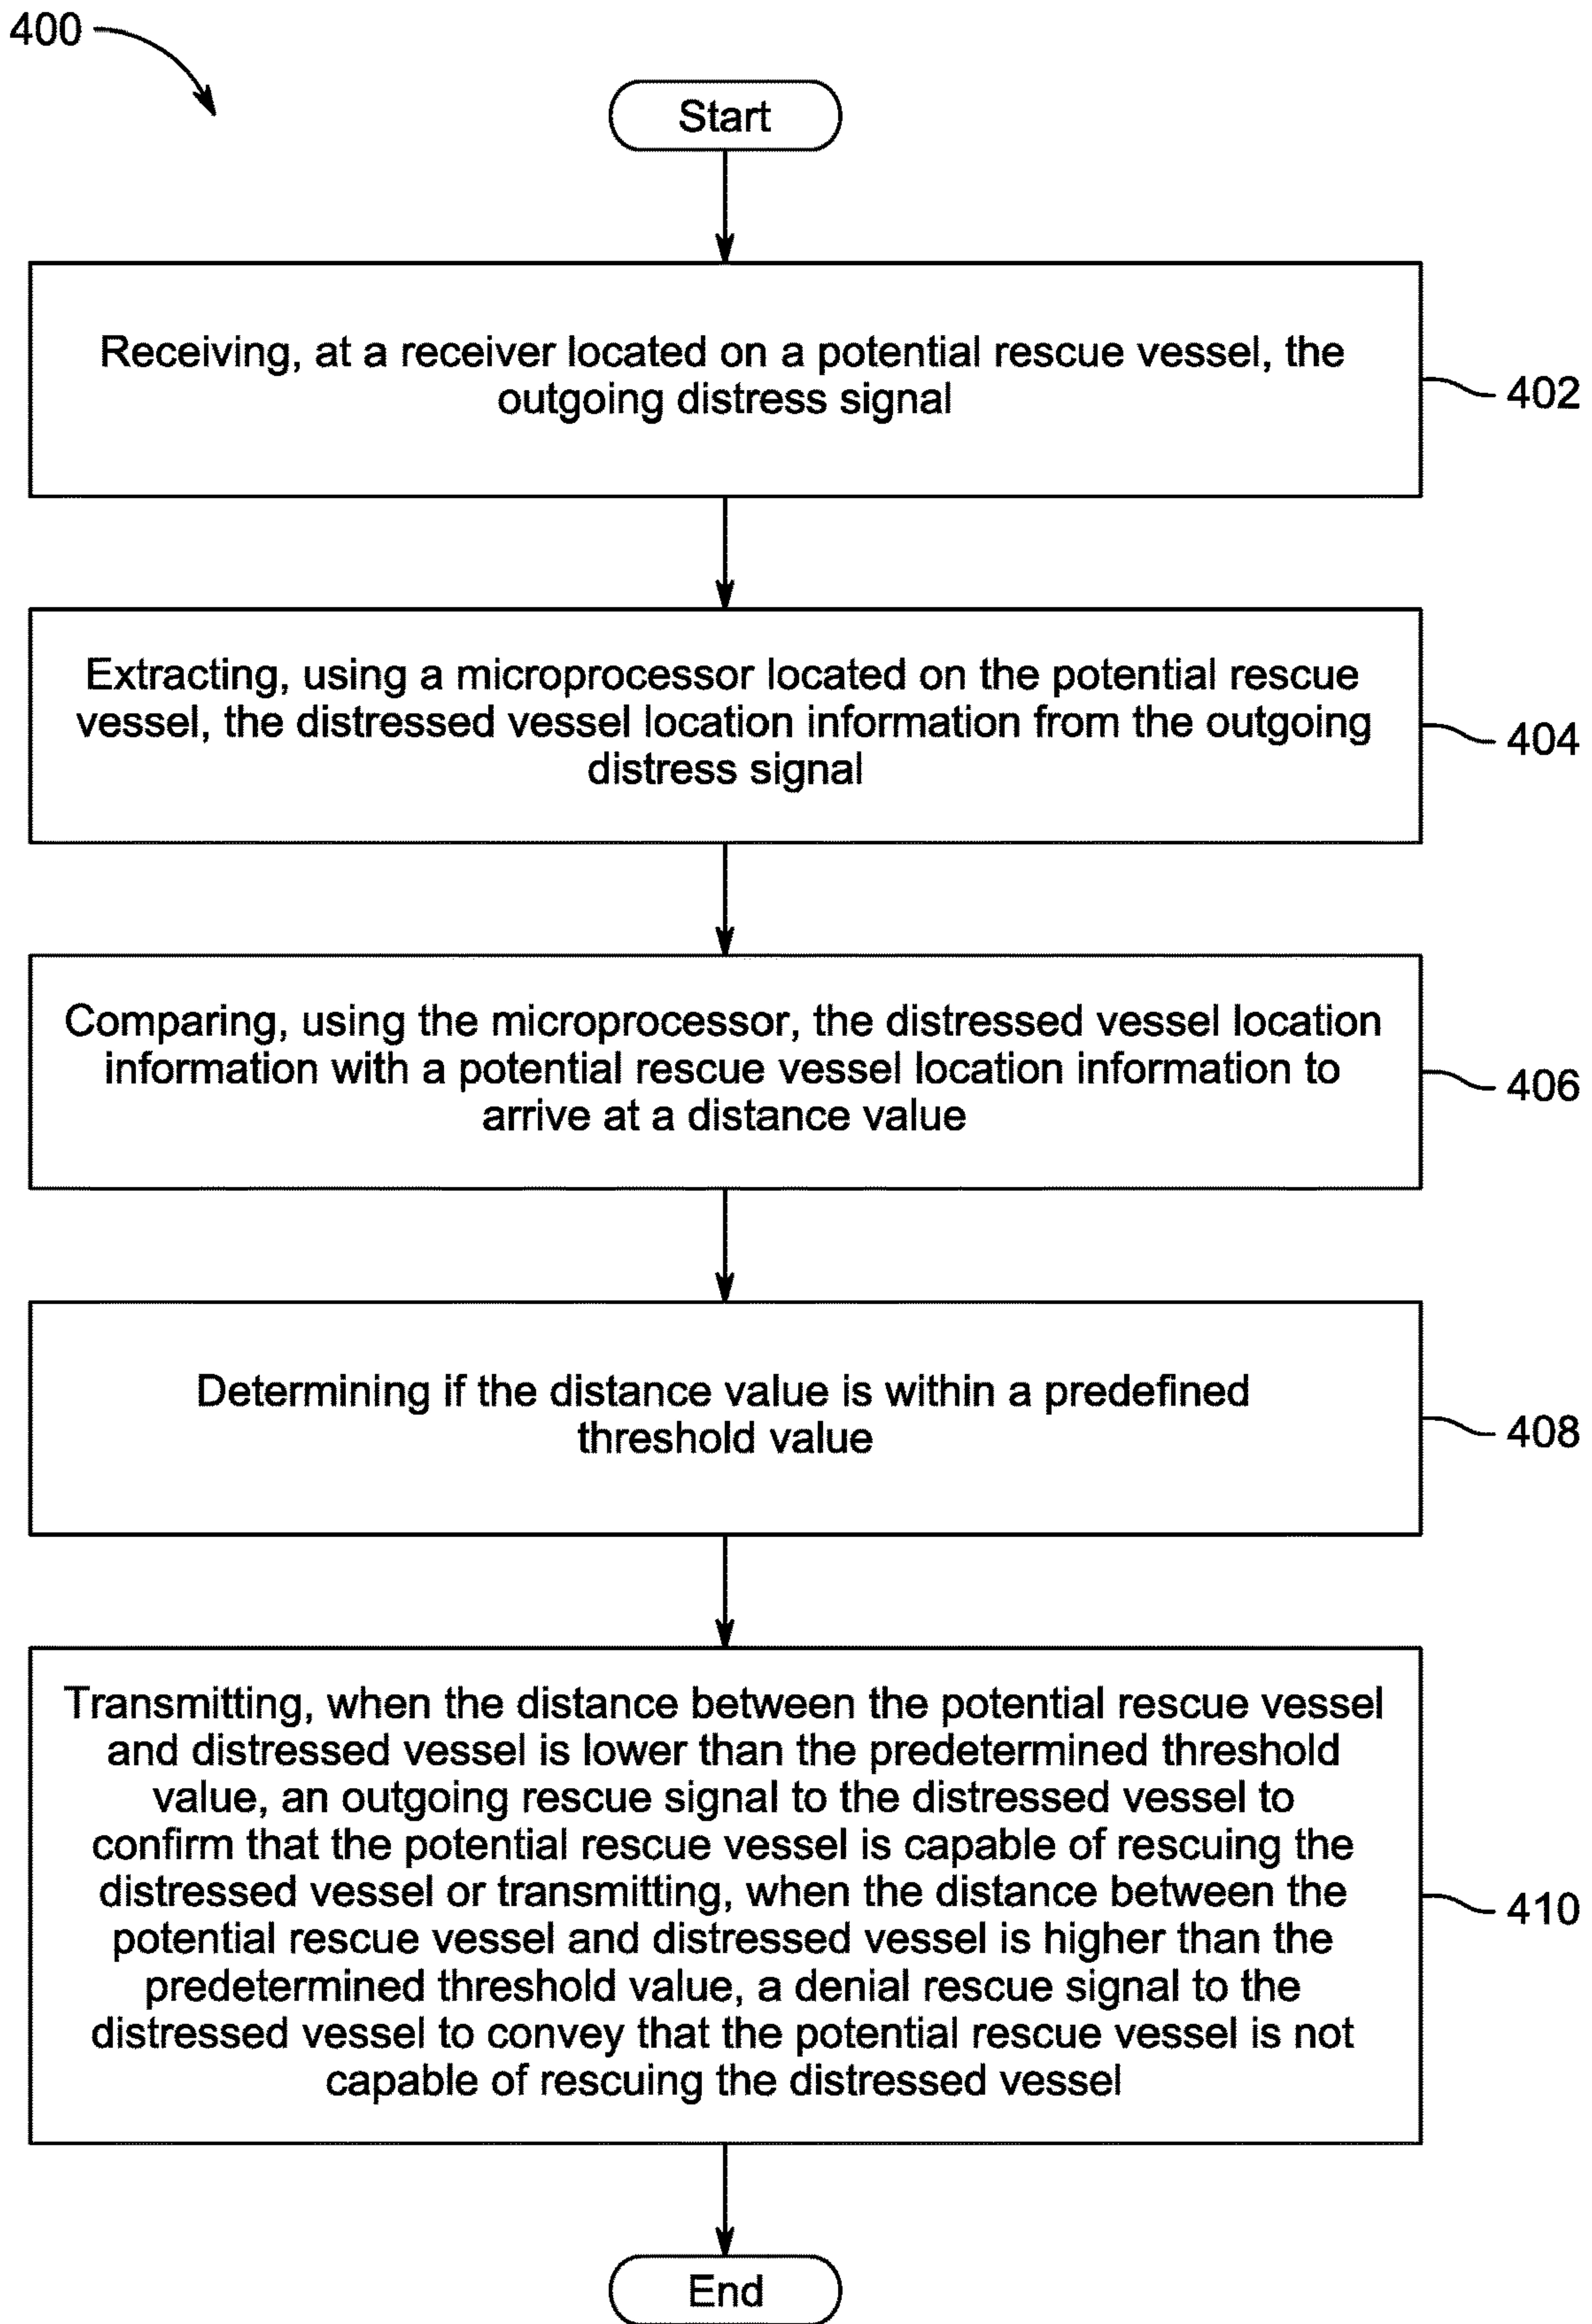 400
Start
Receiving, at a receiver located on a potential rescue vessel, the
outgoing distress signal
402
Extracting, using a microprocessor located on the potential rescue
vessel, the distressed vessel location information from the outgoing
distress signal
404
Comparing, using the microprocessor, the distressed vessel location
information with a potential rescue vessel location information to
arrive at a distance value
406
Determining if the distance value is within a predefined
threshold value
408
Transmitting, when the distance between the potential rescue vessel
and distressed vessel is lower than the predetermined threshold
value, an outgoing rescue signal to the distressed vessel to
confirm that the potential rescue vessel is capable of rescuing the
distressed vessel or transmitting, when the distance between the
potential rescue vessel and distressed vessel is higher than the
predetermined threshold value, a denial rescue signal to the
distressed vessel to convey that the potential rescue vessel is not
capable of rescuing the distressed vessel
410
End